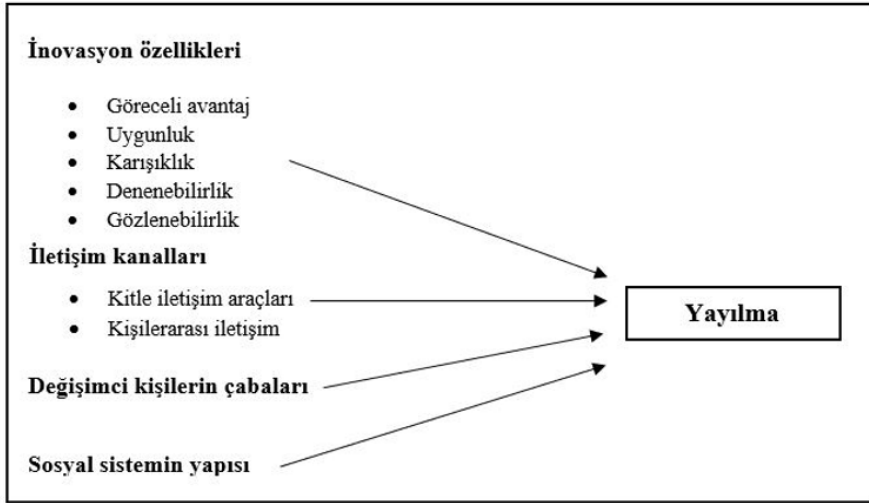 İnovasyon özellikleri
• Göreceli avantaj
• Uygunluk
• Karışıklık
• Denenebilirlik
• Gözlenebilirlik
İletişim kanalları
• Kitle iletişim araçları
• Kişilerarası iletişim
Yayılma
Değişimci kişilerin çabaları
Sosyal sistemin yapısı